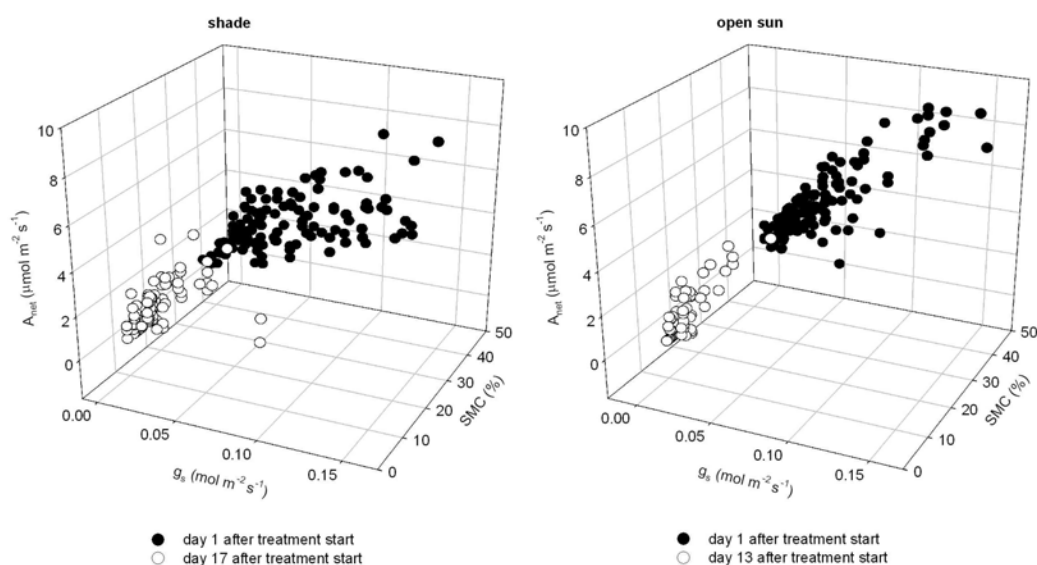 shade
10
8
6
4
2
0
A_net (μmol m⁻² s⁻¹)
0.00
0.05
0.10
0.15
g_s (mol m⁻² s⁻¹)
0
10
20
30
40
50
SMC (%)
day 1 after treatment start
day 17 after treatment start
open sun
10
8
6
4
2
0
A_net (μmol m⁻² s⁻¹)
0.00
0.05
0.10
0.15
g_s (mol m⁻² s⁻¹)
0
10
20
30
40
50
SMC (%)
day 1 after treatment start
day 13 after treatment start